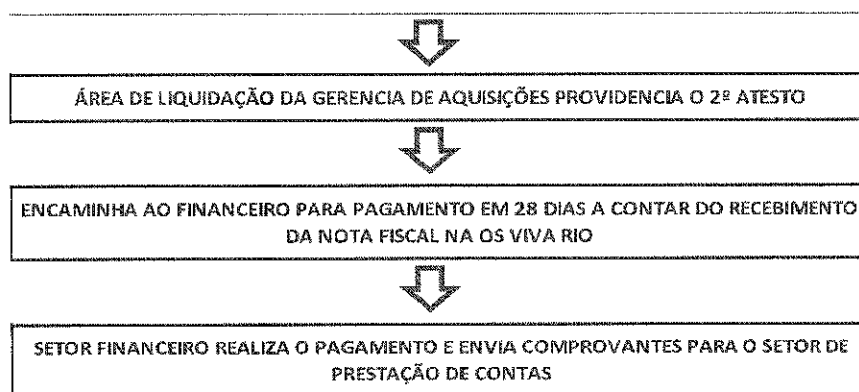 ÁREA DE LIQUIDAÇÃO DA GERENCIA DE AQUISIÇÕES PROVIDENCIA O 2º ATESTO
ENCAMINHA AO FINANCEIRO PARA PAGAMENTO EM 28 DIAS A CONTAR DO RECEBIMENTO
DA NOTA FISCAL NA OS VIVA RIO
SETOR FINANCEIRO REALIZA O PAGAMENTO E ENVIA COMPROVANTES PARA O SETOR DE
PRESTAÇÃO DE CONTAS